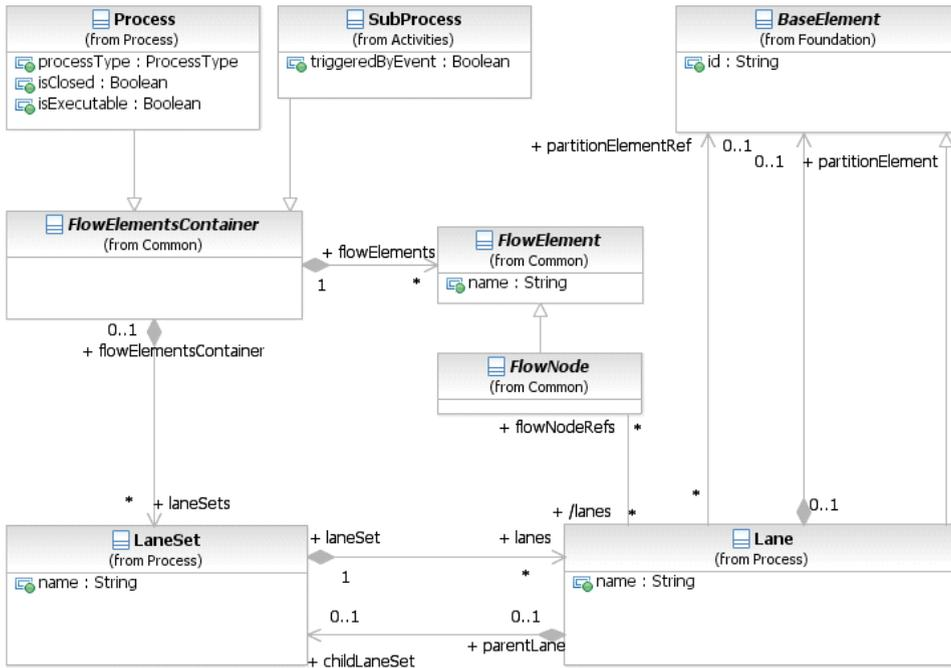 Process
(from Process)
processType : ProcessType
isClosed : Boolean
isExecutable : Boolean
SubProcess
(from Activities)
triggeredByEvent : Boolean
BaseElement
(from Foundation)
id : String
+ partitionElementRef
0..1
0..1
+ partitionElement
FlowElementsContainer
(from Common)
+ flowElements
1
*
FlowElement
(from Common)
name : String
0..1
+ flowElementsContainer
FlowNode
(from Common)
+ flowNodeRefs
*
*
+ laneSets
+ /lanes
*
*
0..1
LaneSet
(from Process)
name : String
+ laneSet
1
+ lanes
*
0..1
+ childLaneSet
0..1
+ parentLane
Lane
(from Process)
name : String